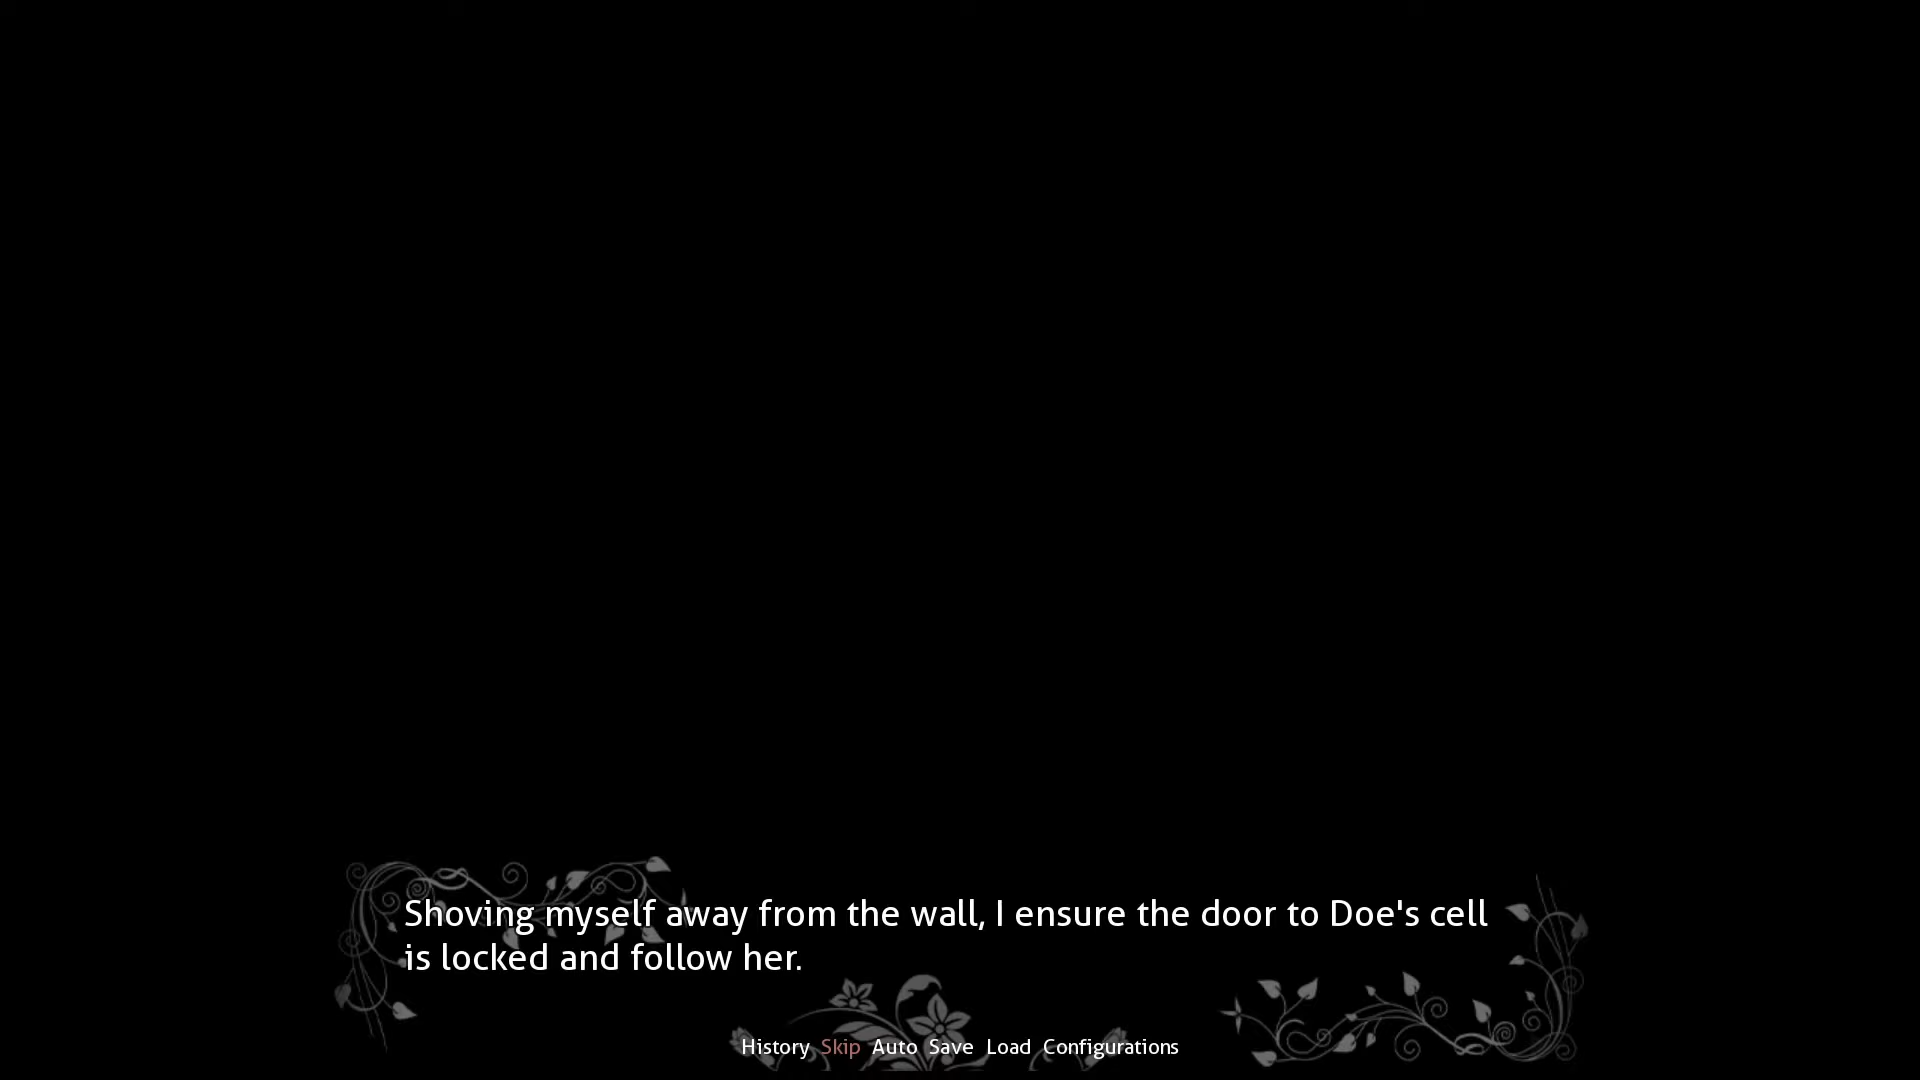 Shoving myself away from the wall, I ensure the door to Doe's cell
is locked and follow her.
History Skip Auto Save Load Configurations